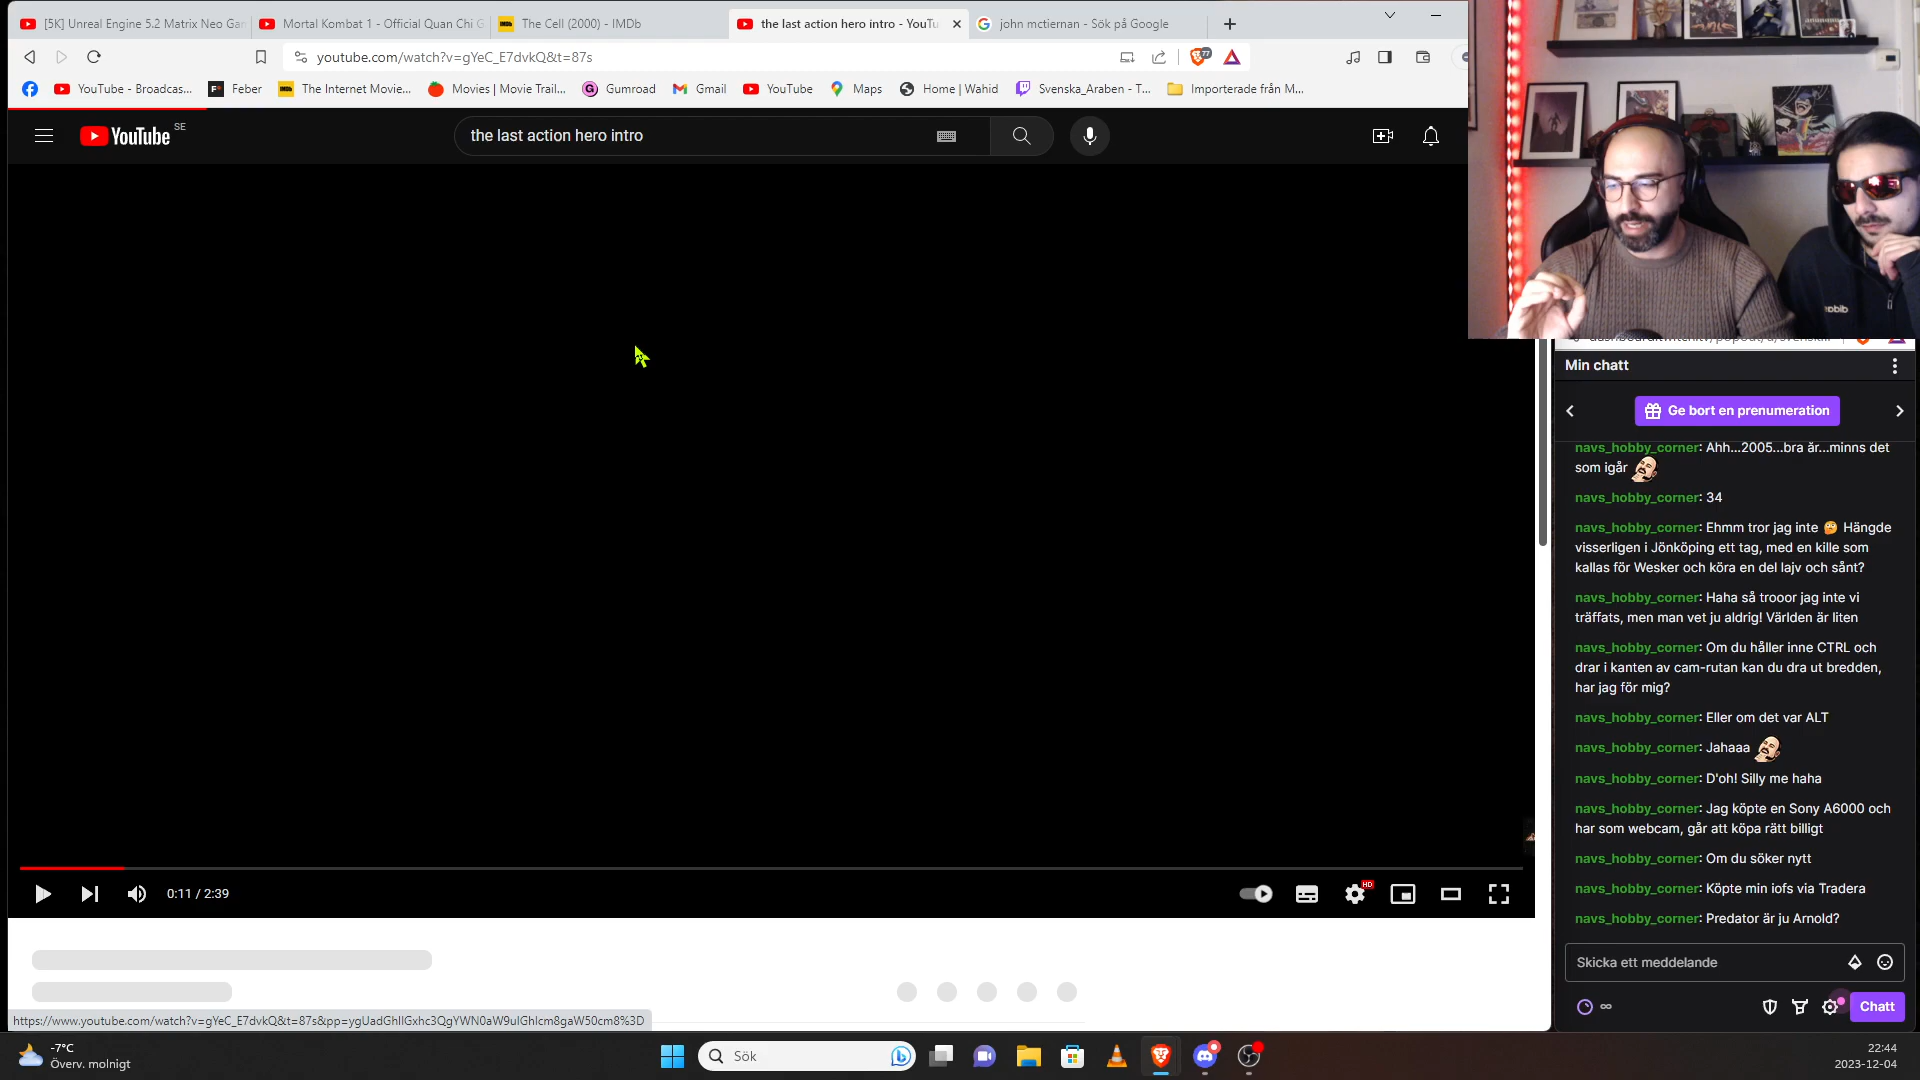 [5K] Unreal Engine 5.2 Matrix Neo Gar
Mortal Kombat 1 - Official Quan Chi G
The Cell (2000) - IMDb
the last action hero intro - YouTu
john mctiernan - Sök på Google
youtube.com/watch?v=gYeC_E7dvkQ&t=87s
77
YouTube - Broadcas...
Feber
The Internet Movie...
Movies | Movie Trail...
Gumroad
Gmail
YouTube
Maps
Home | Wahid
Svenska_Araben - T...
Importerade från M...
YouTube SE
the last action hero intro
Min chatt
Ge bort en prenumeration
navs_hobby_corner: Ahh...2005...bra år...minns det
som igår
navs_hobby_corner: 34
navs_hobby_corner: Ehmm tror jag inte 🤔 Hängde
visserligen i Jönköping ett tag, med en kille som
kallas för Wesker och köra en del lajv och sånt?
navs_hobby_corner: Haha så trooor jag inte vi
träffats, men man vet ju aldrig! Världen är liten
navs_hobby_corner: Om du håller inne CTRL och
drar i kanten av cam-rutan kan du dra ut bredden,
har jag för mig?
navs_hobby_corner: Eller om det var ALT
navs_hobby_corner: Jahaaa
navs_hobby_corner: D'oh! Silly me haha
navs_hobby_corner: Jag köpte en Sony A6000 och
har som webcam, går att köpa rätt billigt
navs_hobby_corner: Om du söker nytt
navs_hobby_corner: Köpte min iofs via Tradera
navs_hobby_corner: Predator är ju Arnold?
Skicka ett meddelande
Chatt
0:11 / 2:39
HD
https://www.youtube.com/watch?v=gYeC_E7dvkQ&t=87s&pp=ygUadGhlIGxhc3QgYWN0aW9uIGhlcm8gaW50cm8%3D
-7°C
Överv. molnigt
Sök
22:44
2023-12-04